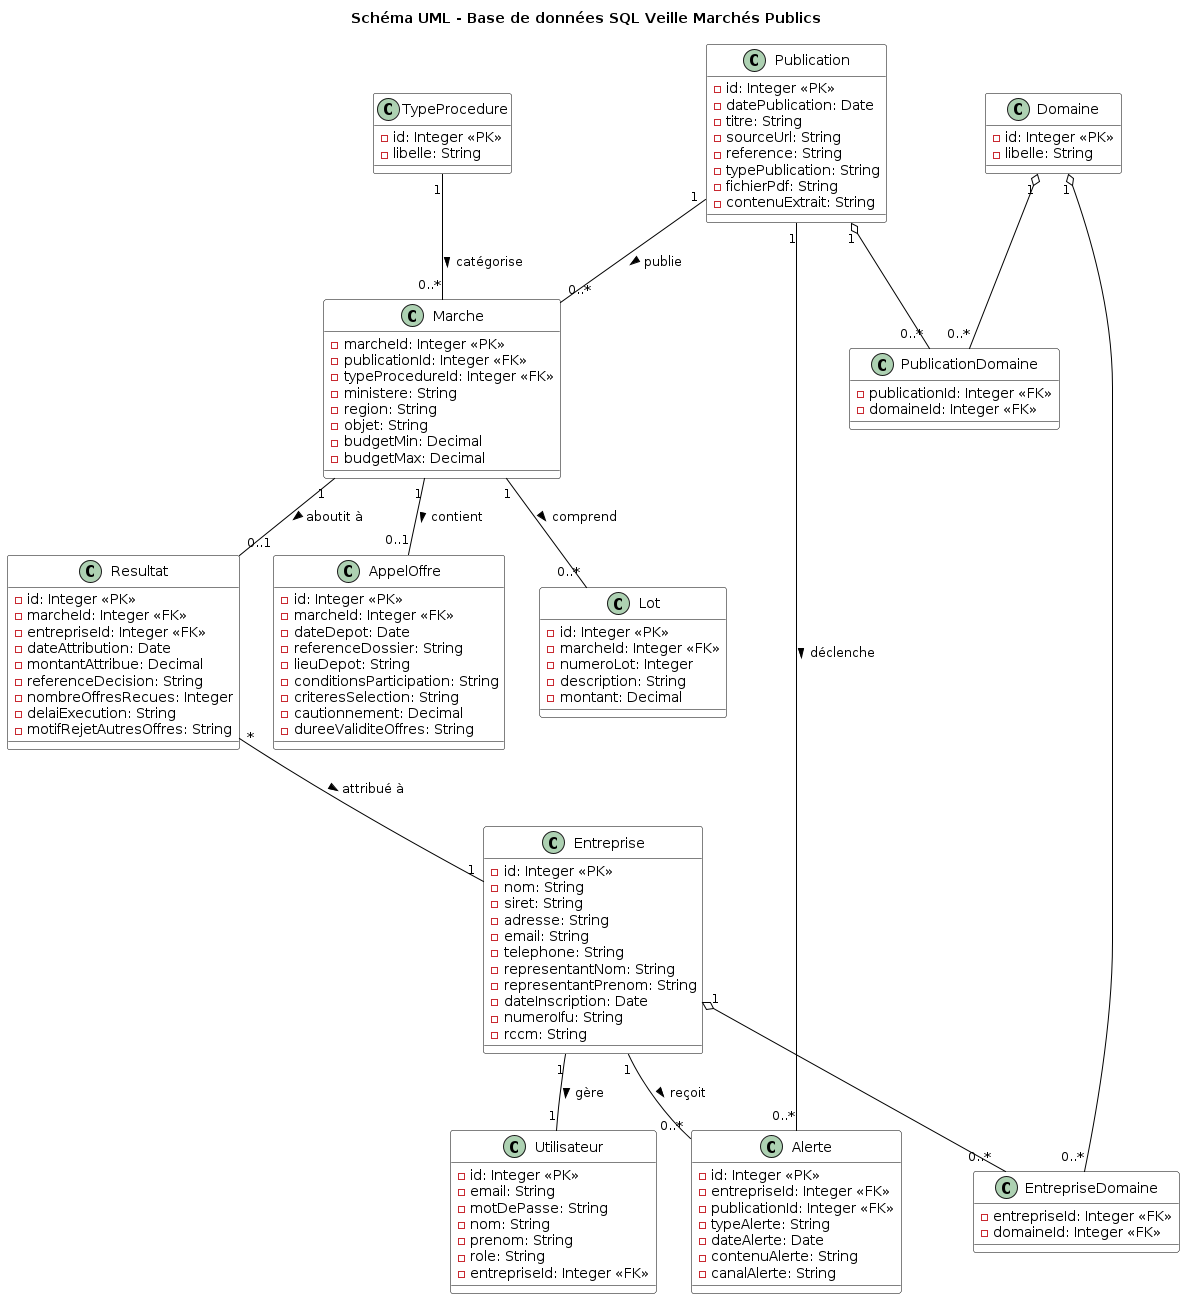 Schéma UML - Base de données SQL Veille Marchés Publics
C Publication
id: Integer «PK»
datePublication: Date
titre: String
sourceUrl: String
reference: String
typePublication: String
fichierPdf: String
contenuExtrait: String
C TypeProcedure
id: Integer «PK»
libelle: String
C Domaine
id: Integer «PK»
libelle: String
1
1
1
1
1
1
catégorise
publie
0..*
0..*
0..*
0..*
C Marche
marcheId: Integer «PK»
publicationId: Integer «FK»
typeProcedureId: Integer «FK»
ministere: String
region: String
objet: String
budgetMin: Decimal
budgetMax: Decimal
C PublicationDomaine
publicationId: Integer «FK»
domaineId: Integer «FK»
1
1
1
aboutit à
contient
comprend
0..1
0..1
0..*
C Resultat
id: Integer «PK»
marcheId: Integer «FK»
entrepriseId: Integer «FK»
dateAttribution: Date
montantAttribue: Decimal
referenceDecision: String
nombreOffresRecues: Integer
delaiExecution: String
motifRejetAutresOffres: String
C AppelOffre
id: Integer «PK»
marcheId: Integer «FK»
dateDepot: Date
referenceDossier: String
lieuDepot: String
conditionsParticipation: String
criteresSelection: String
cautionnement: Decimal
dureeValiditeOffres: String
C Lot
id: Integer «PK»
marcheId: Integer «FK»
numeroLot: Integer
description: String
montant: Decimal
déclenche
*
attribué à
1
C Entreprise
id: Integer «PK»
nom: String
siret: String
adresse: String
email: String
telephone: String
representantNom: String
representantPrenom: String
dateInscription: Date
numeroIfu: String
rccm: String
1
1
1
gère
reçoit
1
0..*
0..*
0..*
0..*
C Utilisateur
id: Integer «PK»
email: String
motDePasse: String
nom: String
prenom: String
role: String
entrepriseId: Integer «FK»
C Alerte
id: Integer «PK»
entrepriseId: Integer «FK»
publicationId: Integer «FK»
typeAlerte: String
dateAlerte: Date
contenuAlerte: String
canalAlerte: String
C EntrepriseDomaine
entrepriseId: Integer «FK»
domaineId: Integer «FK»